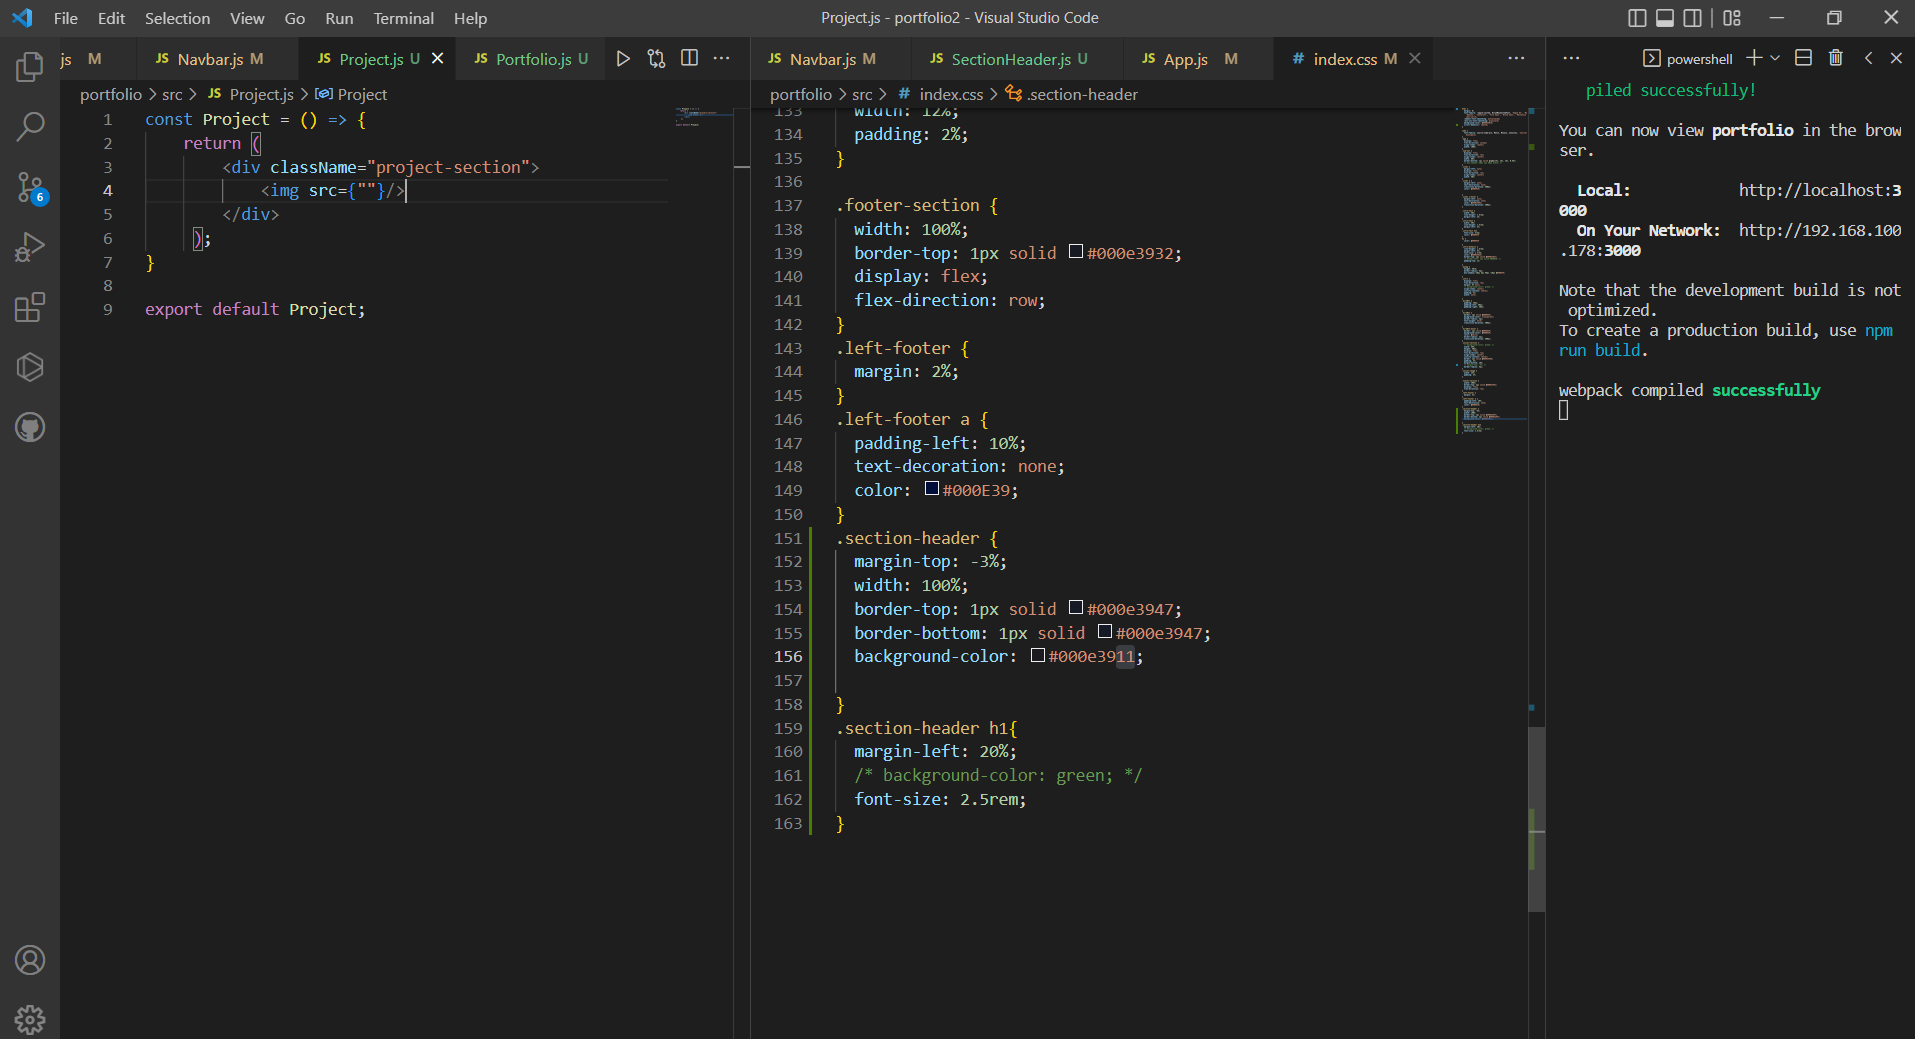 File Edit Selection View Go Run Terminal Help
Project.js - portfolio2 - Visual Studio Code
js M
JS Navbar.js M
JS Project.js U
JS Portfolio.js U
portfolio > src > JS Project.js > Project
1 const Project = () => {
2 return (
3 <div className="project-section">
4 <img src={""}/>
5 </div>
6 );
7 }
8
9 export default Project;
6
JS Navbar.js M
JS SectionHeader.js U
JS App.js M
# index.css M
portfolio > src > # index.css > .section-header
133 width: 12%;
134 padding: 2%;
135 }
136
137 .footer-section {
138 width: 100%;
139 border-top: 1px solid #000e3932;
140 display: flex;
141 flex-direction: row;
142 }
143 .left-footer {
144 margin: 2%;
145 }
146 .left-footer a {
147 padding-left: 10%;
148 text-decoration: none;
149 color: #000E39;
150 }
151 .section-header {
152 margin-top: -3%;
153 width: 100%;
154 border-top: 1px solid #000e3947;
155 border-bottom: 1px solid #000e3947;
156 background-color: #000e3911;
157
158 }
159 .section-header h1{
160 margin-left: 20%;
161 /* background-color: green; */
162 font-size: 2.5rem;
163 }
powershell
piled successfully!
You can now view portfolio in the brow
ser.
Local: http://localhost:3
000
On Your Network: http://192.168.100
.178:3000
Note that the development build is not
optimized.
To create a production build, use npm
run build.
webpack compiled successfully